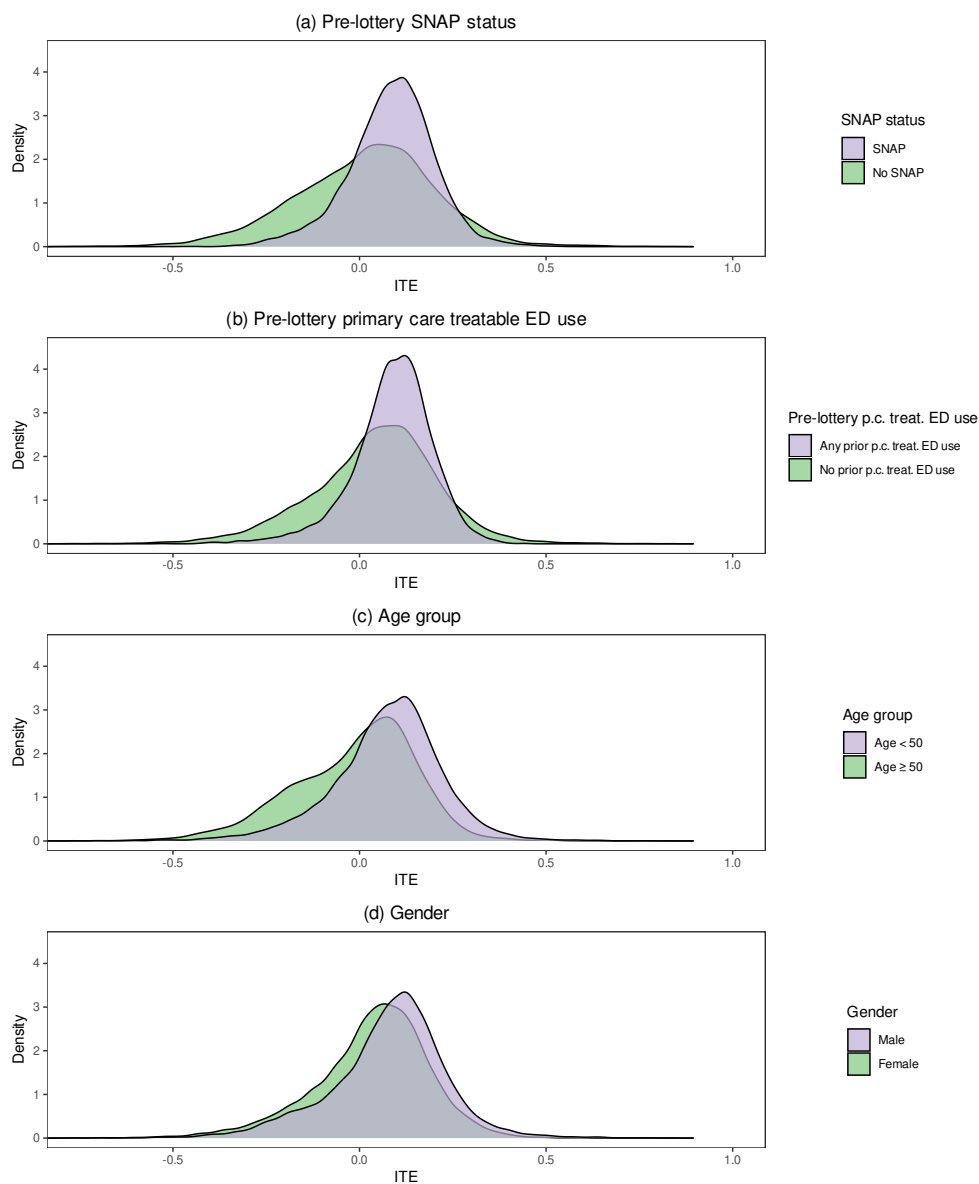 (a) Pre-lottery SNAP status
Density
4
3
2
1
0
-0.5 0.0 0.5 1.0
ITE
SNAP status
SNAP
No SNAP
(b) Pre-lottery primary care treatable ED use
Density
4
3
2
1
0
-0.5 0.0 0.5 1.0
ITE
Pre-lottery p.c. treat. ED use
Any prior p.c. treat. ED use
No prior p.c. treat. ED use
(c) Age group
Density
4
3
2
1
0
-0.5 0.0 0.5 1.0
ITE
Age group
Age < 50
Age ≥ 50
(d) Gender
Density
4
3
2
1
0
-0.5 0.0 0.5 1.0
ITE
Gender
Male
Female